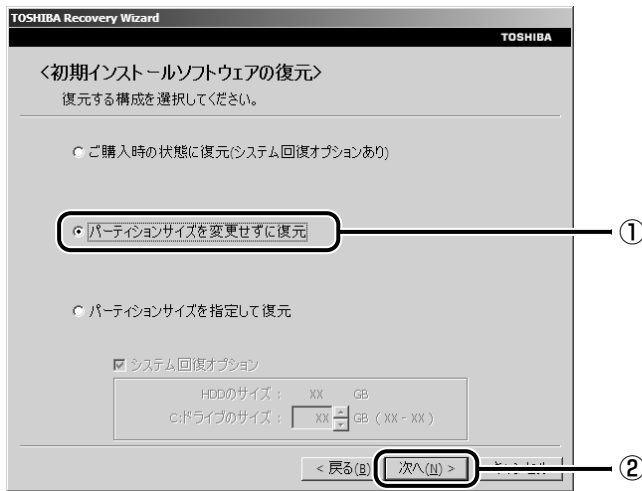 TOSHIBA Recovery Wizard
TOSHIBA
<初期インストールソフトウェアの復元>
復元する構成を選択してください。
ご購入時の状態に復元(システム回復オプションあり)
パーティションサイズを変更せずに復元
①
パーティションサイズを指定して復元
システム回復オプション
HDDのサイズ : XX GB
C:ドライブのサイズ : XX GB ( XX - XX )
< 戻る(B) 次へ(N) >
②